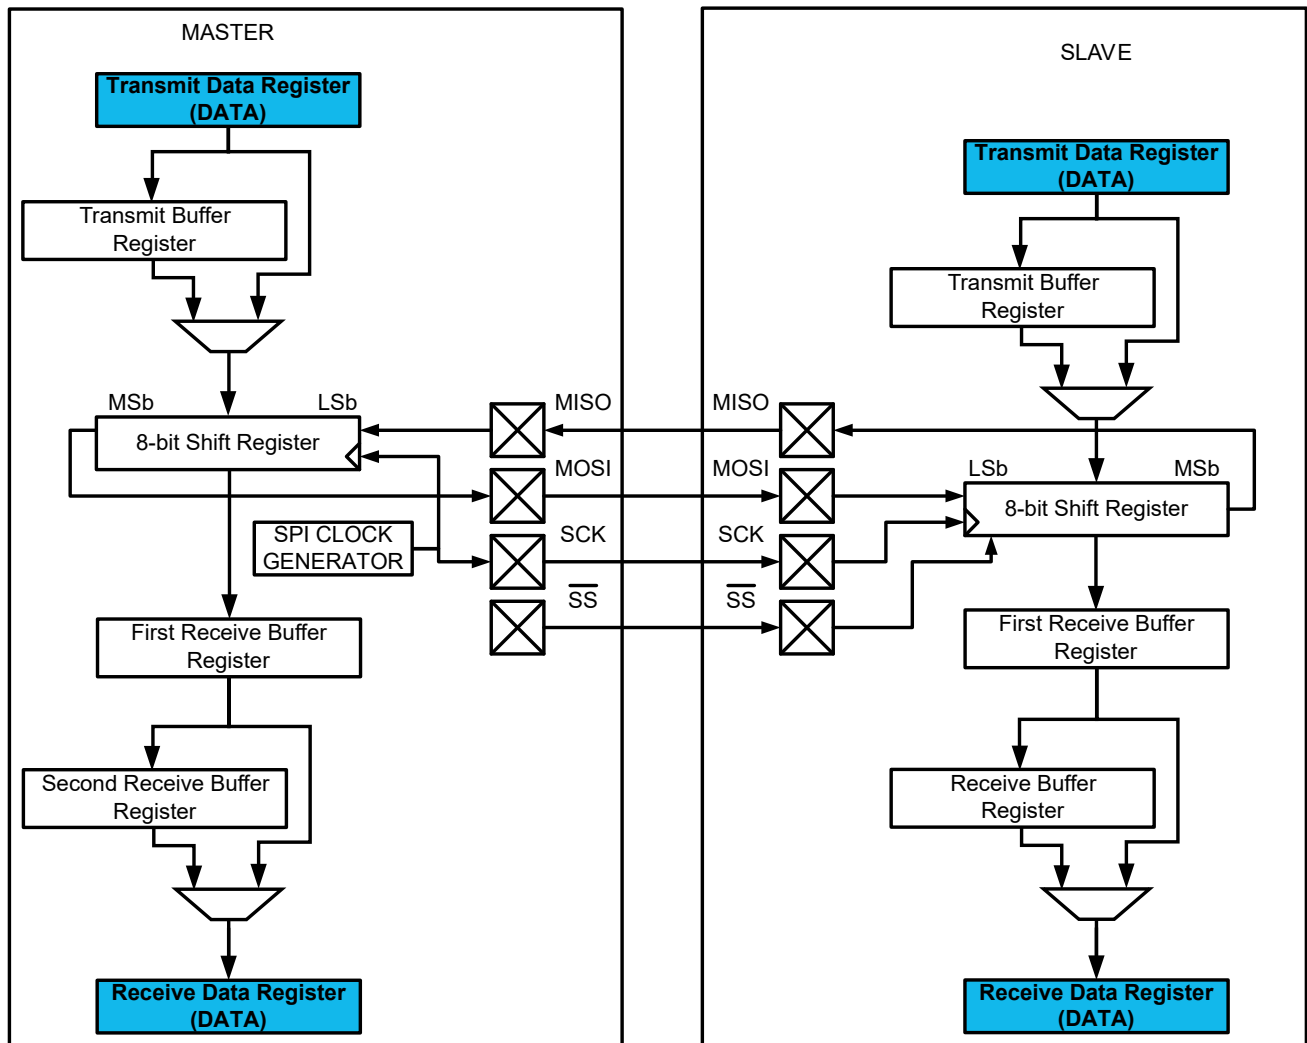 MASTER
Transmit Data Register
(DATA)
Transmit Buffer
Register
MSb
LSb
8-bit Shift Register
SPI CLOCK
GENERATOR
First Receive Buffer
Register
Second Receive Buffer
Register
Receive Data Register
(DATA)
MISO
MOSI
SCK
SS
MISO
MOSI
SCK
SS
SLAVE
Transmit Data Register
(DATA)
Transmit Buffer
Register
LSb
MSb
8-bit Shift Register
First Receive Buffer
Register
Receive Buffer
Register
Receive Data Register
(DATA)